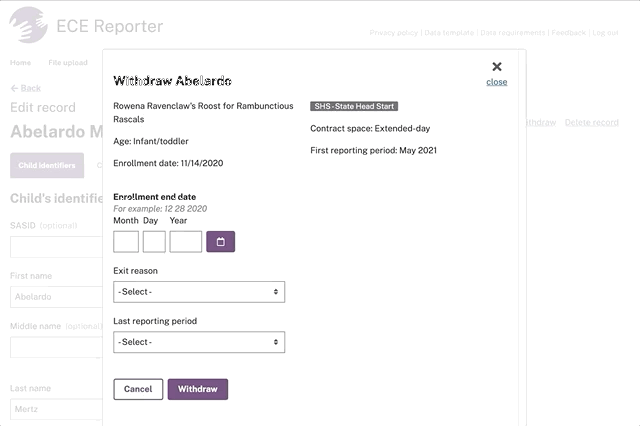 ECE Reporter
Privacy policy | Data template | Data requirements | Feedback | Log out
Home File upload
Back
Edit record
Abelardo M
Withdraw Delete record
Child identifiers
Child's identifie
SASID (optional)
First name
Abelardo
Middle name (optional)
Last name
Mertz
close
Withdraw Abelardo
Rowena Ravenclaw's Roost for Rambunctious
Rascals
Age: Infant/toddler
Enrollment date: 11/14/2020
SHS - State Head Start
Contract space: Extended-day
First reporting period: May 2021
Enrollment end date
For example: 12 28 2020
Month Day Year
Exit reason
- Select -
Last reporting period
- Select -
Cancel Withdraw